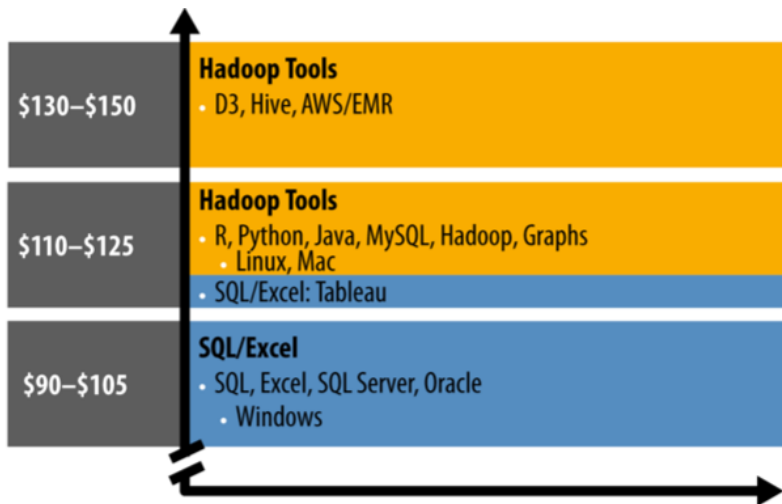 $130–$150
Hadoop Tools
• D3, Hive, AWS/EMR
$110–$125
Hadoop Tools
• R, Python, Java, MySQL, Hadoop, Graphs
• Linux, Mac
• SQL/Excel: Tableau
$90–$105
SQL/Excel
• SQL, Excel, SQL Server, Oracle
• Windows